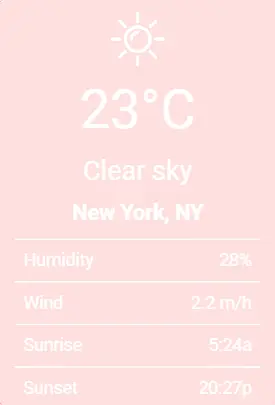 23°C
Clear sky
New York, NY
Humidity 28%
Wind 2.2 m/h
Sunrise 5:24a
Sunset 20:27p